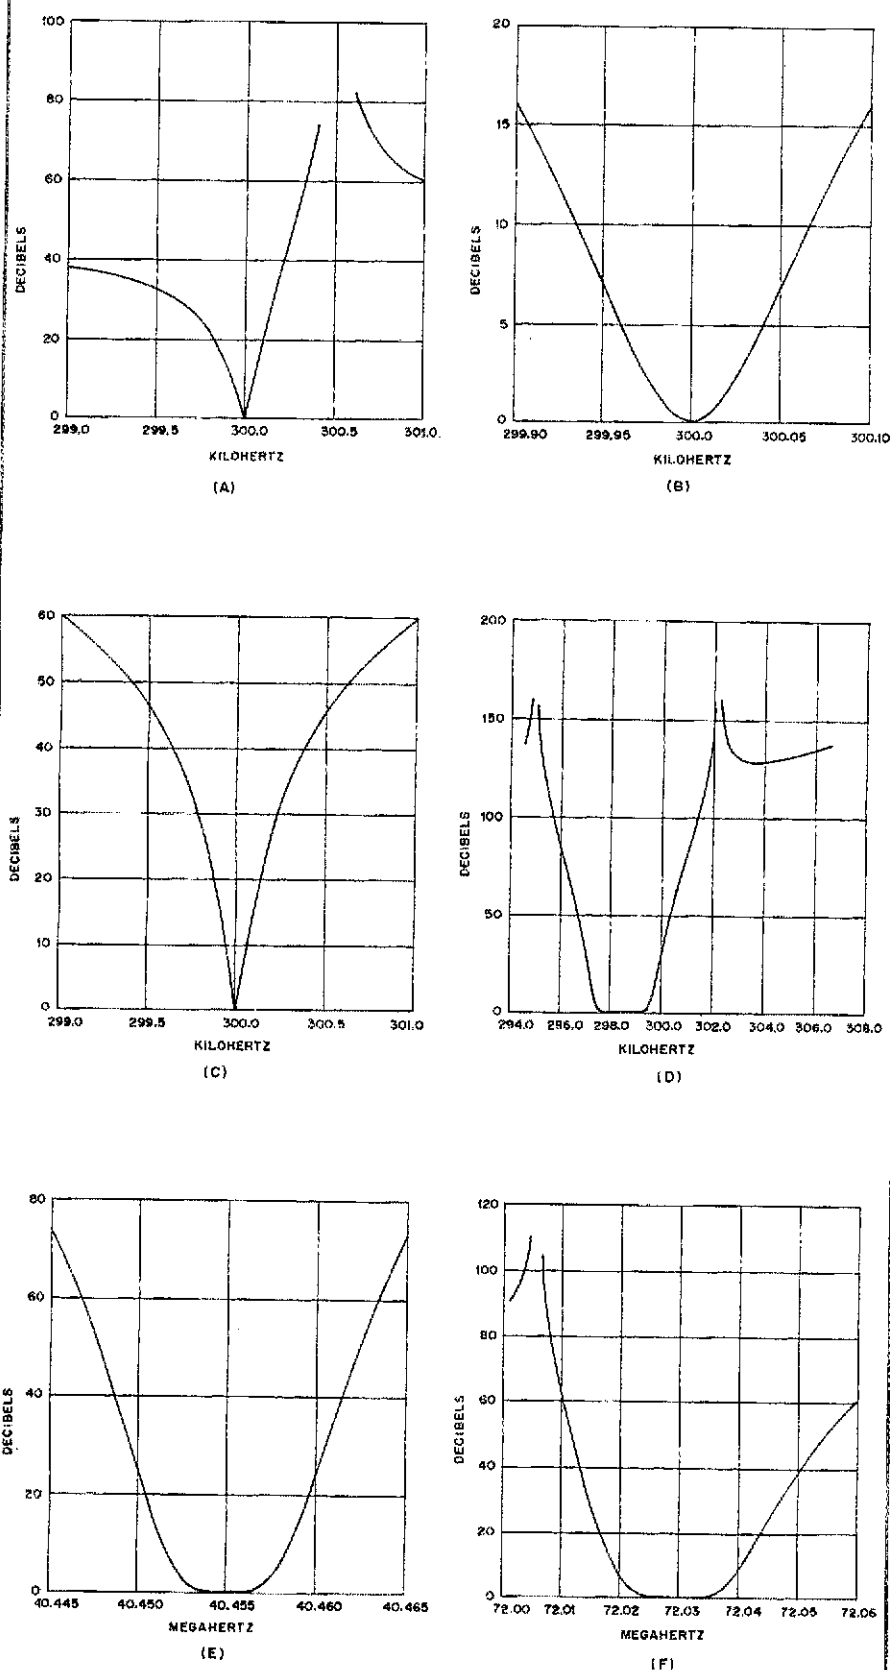 100
80
60
40
20
0
DECIBELS
299.0 299.5 300.0 300.5 301.0
KILOHERTZ
(A)
20
15
10
5
0
DECIBELS
299.90 299.95 300.0 300.05 300.10
KILOHERTZ
(B)
60
50
40
30
20
10
0
DECIBELS
299.0 299.5 300.0 300.5 301.0
KILOHERTZ
(C)
200
150
100
50
0
DECIBELS
294.0 296.0 298.0 300.0 302.0 304.0 306.0 308.0
KILOHERTZ
(D)
80
60
40
20
0
DECIBELS
40.445 40.450 40.455 40.460 40.465
MEGAHERTZ
(E)
120
100
80
60
40
20
0
DECIBELS
72.00 72.01 72.02 72.03 72.04 72.05 72.06
MEGAHERTZ
(F)